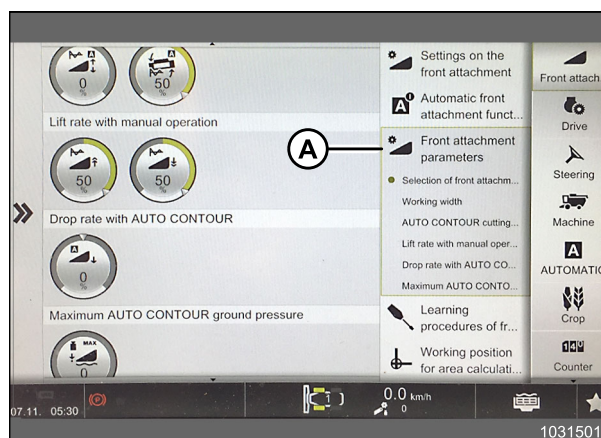 0
%
50
%
Lift rate with manual operation
50
%
50
%
Drop rate with AUTO CONTOUR
0
%
Maximum AUTO CONTOUR ground pressure
MAX
0
A
Settings on the
front attachment
Automatic front
attachment funct...
Front attachment
parameters
Selection of front attachm...
Working width
AUTO CONTOUR cutting...
Lift rate with manual oper...
Drop rate with AUTO CO...
Maximum AUTO CONTO...
Learning
procedures of fr...
Working position
for area calculati...
Front attach
Drive
Steering
Machine
A
AUTOMATIC
Crop
Counter
07.11. 05:30
(P)
0.0 km/h
0
1031501